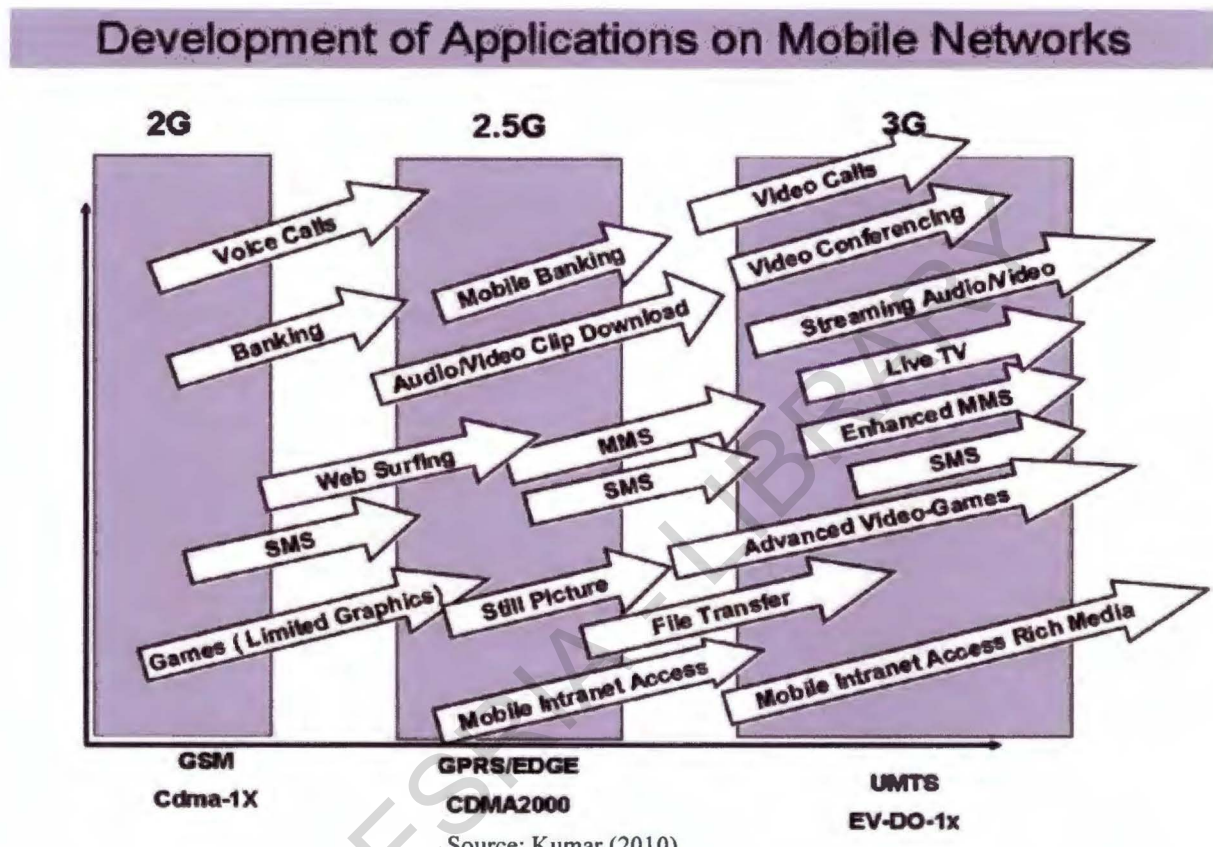 Development of Applications on Mobile Networks
2G
2.5G
3G
Voice Calls
Banking
Web Surfing
SMS
Games ( Limited Graphics)
Mobile Banking
Audio/Video Clip Download
MMS
SMS
Still Picture
File Transfer
Mobile Intranet Access
Video Calls
Video Conferencing
Streaming Audio/Video
Live TV
Enhanced MMS
SMS
Advanced Video-Games
Mobile Intranet Access Rich Media
GSM
Cdma-1X
GPRS/EDGE
CDMA2000
UMTS
EV-DO-1x
Source: Kumar (2010)
LIBRARY